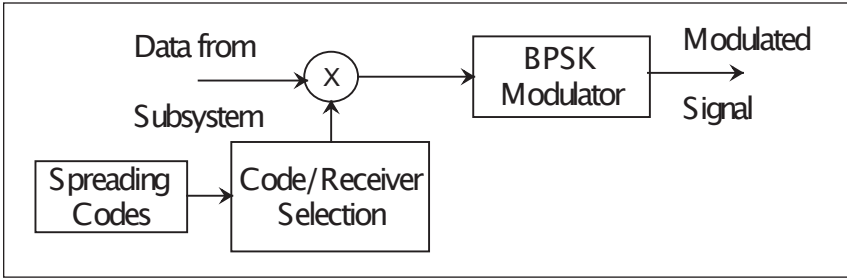 Data from
Subsystem
X
BPSK
Modulator
Modulated
Signal
Spreading
Codes
Code/Receiver
Selection